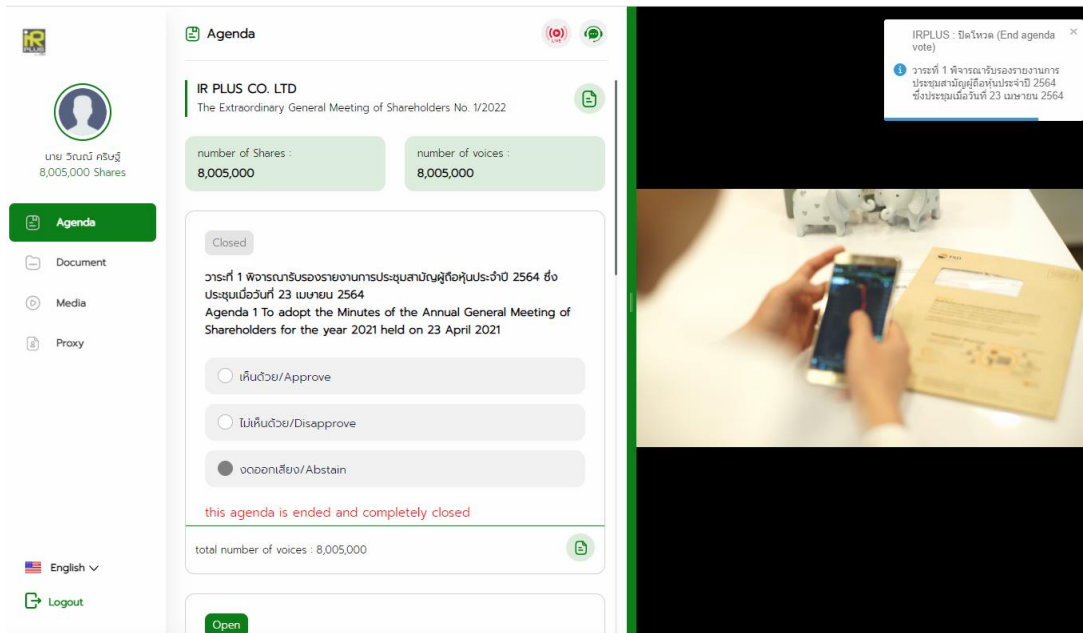 iR
PLUS
นาย วิณณ์ ศริษฐ์
8,005,000 Shares
Agenda
Document
Media
Proxy
English
Logout
Agenda
LIVE
IR PLUS CO. LTD
The Extraordinary General Meeting of Shareholders No. 1/2022
number of Shares :
8,005,000
number of voices :
8,005,000
Closed
วาระที่ 1 พิจารณารับรองรายงานการประชุมสามัญผู้ถือหุ้นประจำปี 2564 ซึ่ง
ประชุมเมื่อวันที่ 23 เมษายน 2564
Agenda 1 To adopt the Minutes of the Annual General Meeting of
Shareholders for the year 2021 held on 23 April 2021
เห็นด้วย/Approve
ไม่เห็นด้วย/Disapprove
งดออกเสียง/Abstain
this agenda is ended and completely closed
total number of voices : 8,005,000
Open
IRPLUS : ปิดโหวต (End agenda
vote)
วาระที่ 1 พิจารณารับรองรายงานการ
ประชุมสามัญผู้ถือหุ้นประจำปี 2564
ซึ่งประชุมเมื่อวันที่ 23 เมษายน 2564
TSD